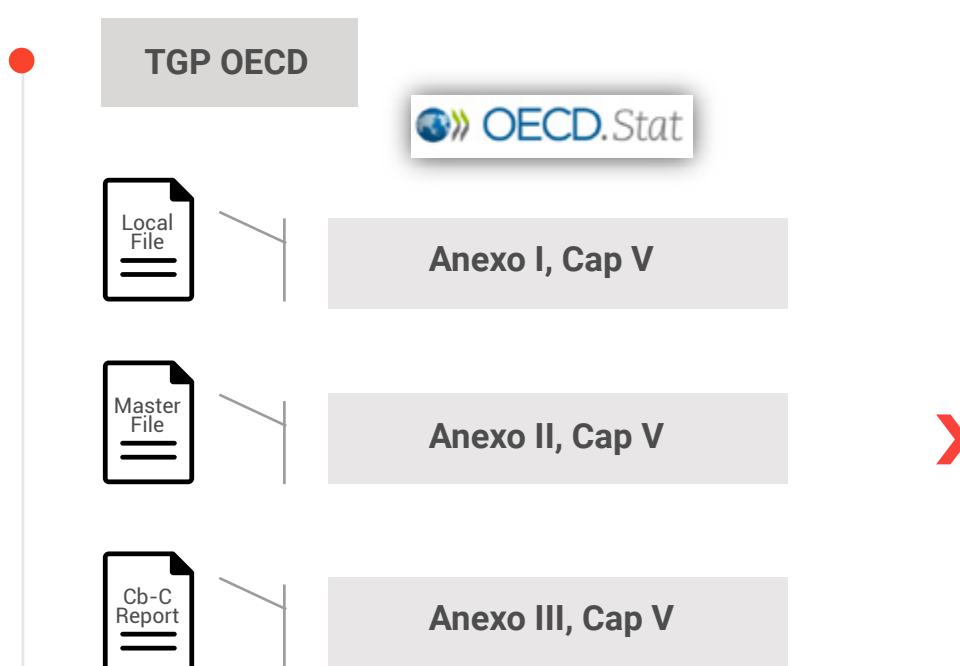 TGP OECD
OECD.Stat
Local
File
Anexo I, Cap V
Master
File
Anexo II, Cap V
Cb-C
Report
Anexo III, Cap V